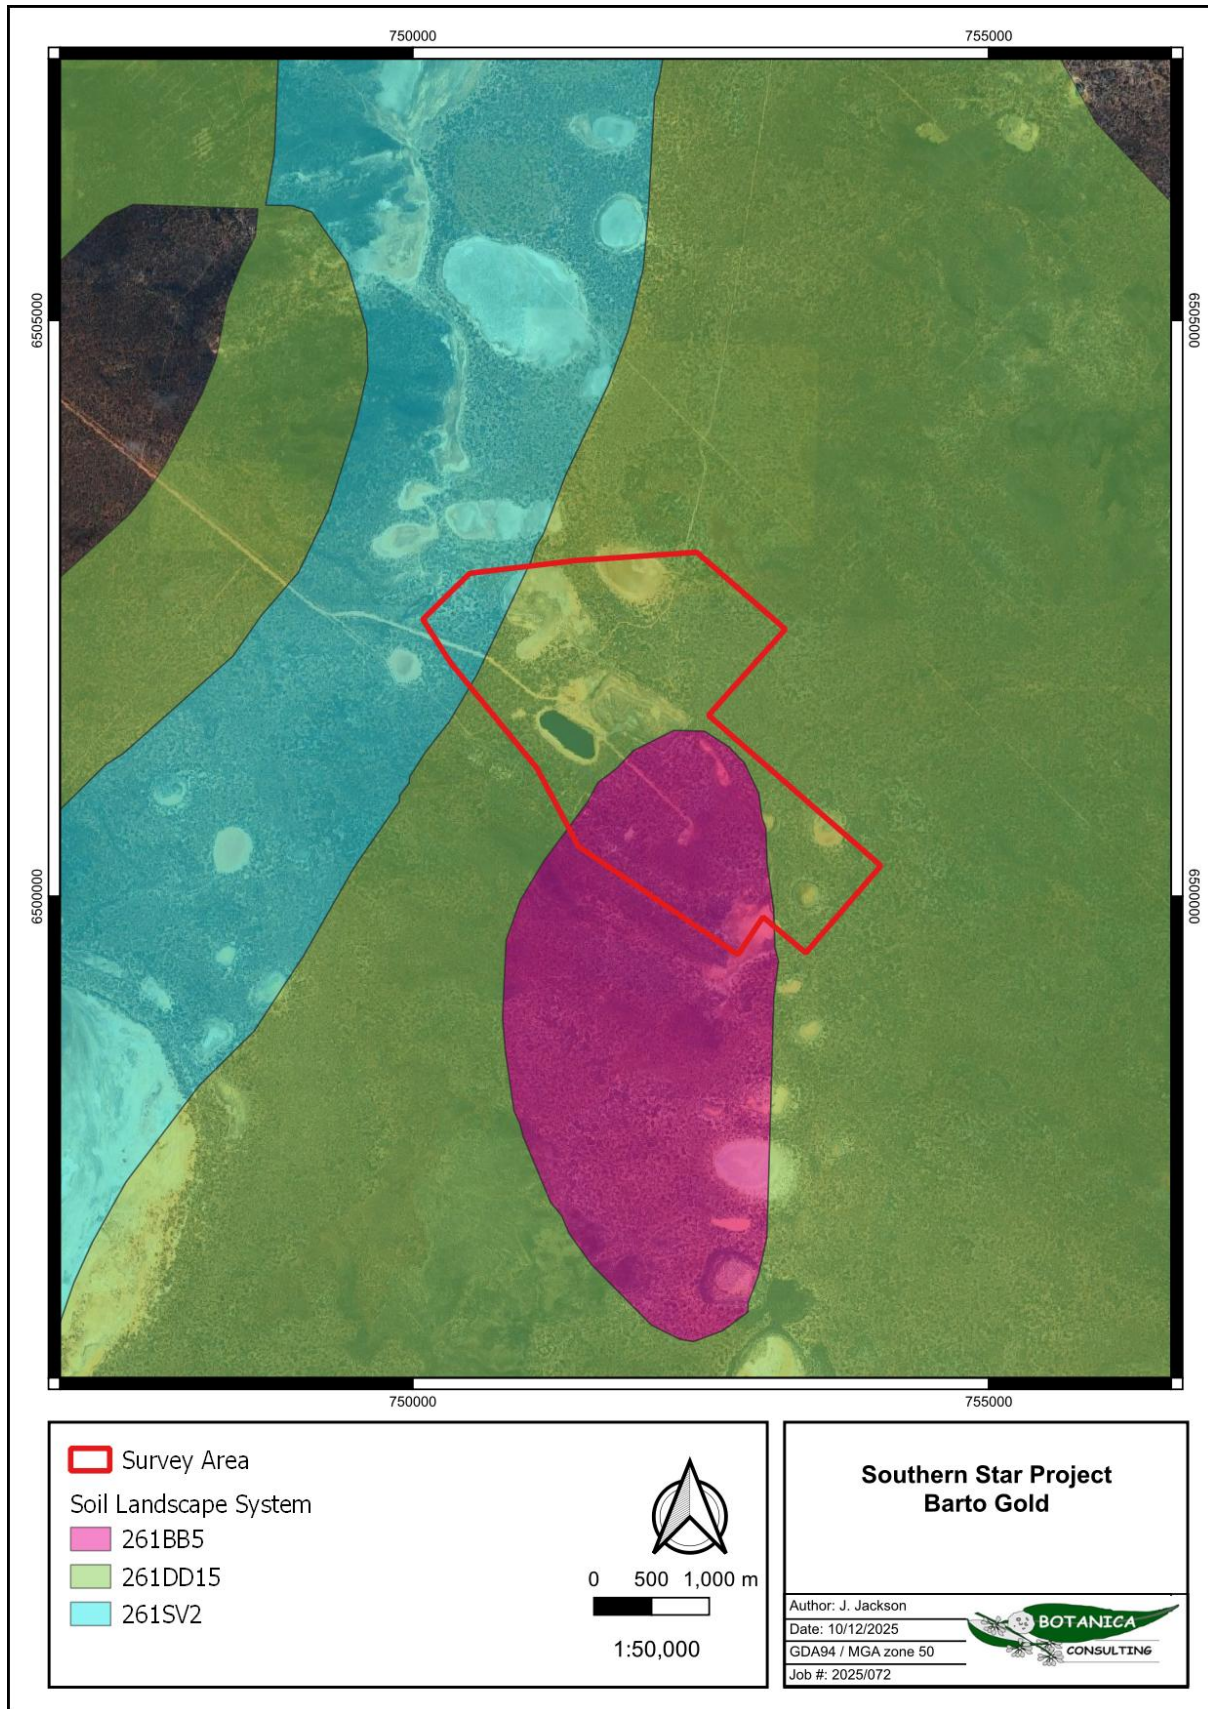 750000 755000
6505000 6505000
6500000 6500000
750000 755000
Survey Area
Soil Landscape System
261BB5
261DD15
261SV2
0 500 1,000 m
1:50,000
Southern Star Project
Barto Gold
Author: J. Jackson
Date: 10/12/2025
GDA94 / MGA zone 50
Job #: 2025/072
BOTANICA
CONSULTING